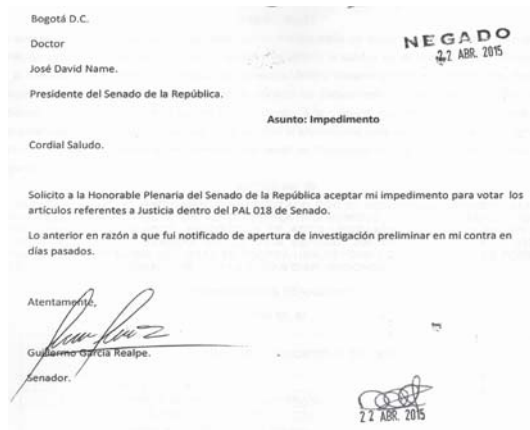 Bogotá D.C.
NEGADO
22 ABR. 2015
Doctor
José David Name.
Presidente del Senado de la República.
Asunto: Impedimento
Cordial Saludo.
Solicito a la Honorable Plenaria del Senado de la República aceptar mi impedimento para votar los
artículos referentes a Justicia dentro del PAL 018 de Senado.
Lo anterior en razón a que fui notificado de apertura de investigación preliminar en mi contra en
días pasados.
Atentamente,
Guillermo García Realpe.
Senador.
22 ABR. 2015